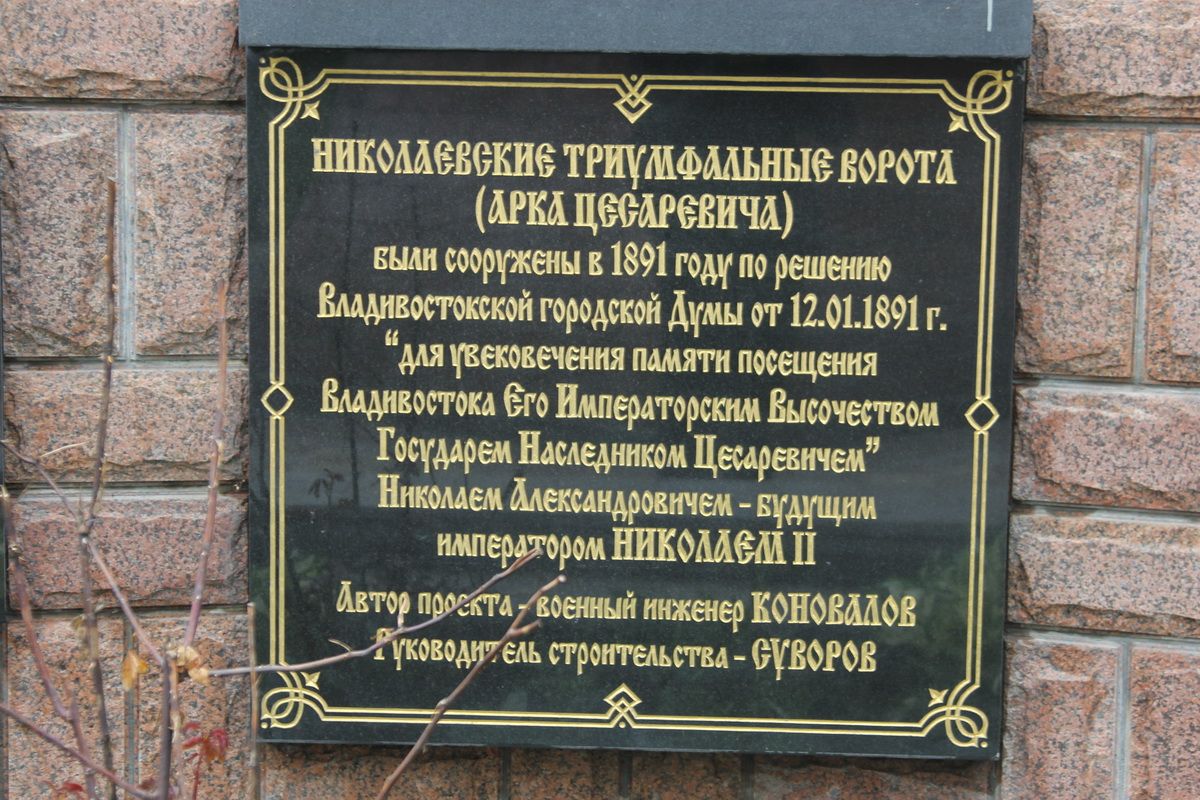 НИКОЛАЕВСКИЕ ТРИУМФАЛЬНЫЕ ВОРОТА
(АРКА ЦЕСАРЕВИЧА)
были сооружены в 1891 году по решению
Владивостокской городской Думы от 12.01.1891 г.
“для увековечения памяти посещения
Владивостока Его Императорским Высочеством
Государем Наследником Цесаревичем”
Николаем Александровичем – будущим
императором НИКОЛАЕМ II
Автор проекта – военный инженер КОНОВАЛОВ
Руководитель строительства – СУВОРОВ